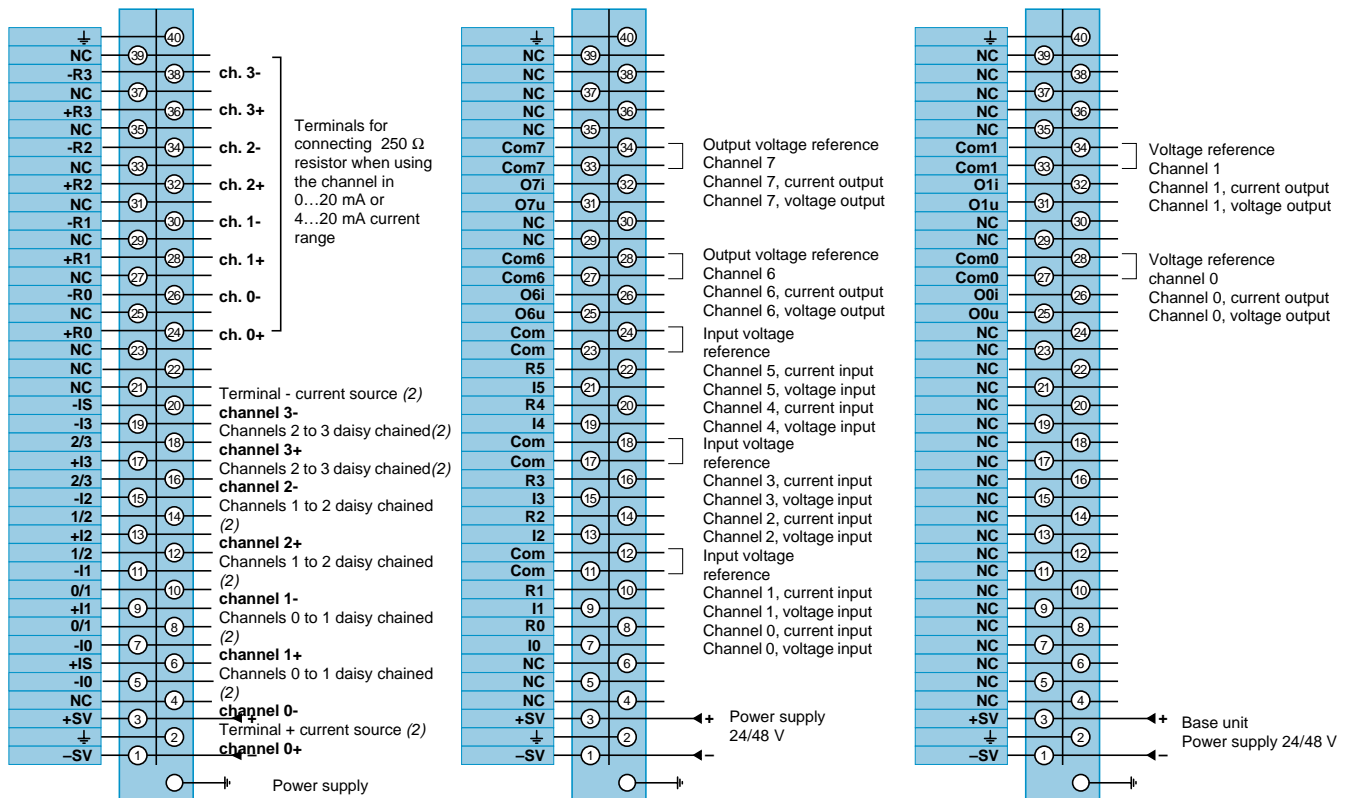 ⏚ 40
NC 39
-R3 38 ch. 3-
NC 37
+R3 36 ch. 3+
NC 35
-R2 34 ch. 2-
NC 33
+R2 32 ch. 2+
NC 31
-R1 30 ch. 1-
NC 29
+R1 28 ch. 1+
NC 27
-R0 26 ch. 0-
NC 25
+R0 24 ch. 0+
NC 23
NC 22
NC 21
-IS 20
-I3 19
2/3 18
+I3 17
2/3 16
-I2 15
1/2 14
+I2 13
1/2 12
-I1 11
0/1 10
+I1 9
0/1 8
-I0 7
+IS 6
-I0 5
NC 4
+SV 3 +
⏚ 2
–SV 1 –
Terminals for
connecting 250 Ω
resistor when using
the channel in
0…20 mA or
4…20 mA current
range
Terminal - current source (2)
channel 3-
Channels 2 to 3 daisy chained(2)
channel 3+
Channels 2 to 3 daisy chained(2)
channel 2-
Channels 1 to 2 daisy chained
(2)
channel 2+
Channels 1 to 2 daisy chained
(2)
channel 1-
Channels 0 to 1 daisy chained
(2)
channel 1+
Channels 0 to 1 daisy chained
(2)
channel 0-
Terminal + current source (2)
channel 0+
Power supply
⏚ 40
NC 39
NC 38
NC 37
NC 36
NC 35
Com7 34
Com7 33
O7i 32
O7u 31
NC 30
NC 29
Com6 28
Com6 27
O6i 26
O6u 25
Com 24
Com 23
R5 22
I5 21
R4 20
I4 19
Com 18
Com 17
R3 16
I3 15
R2 14
I2 13
Com 12
Com 11
R1 10
I1 9
R0 8
I0 7
NC 6
NC 5
NC 4
+SV 3 +
⏚ 2
–SV 1 –
Output voltage reference
Channel 7
Channel 7, current output
Channel 7, voltage output
Output voltage reference
Channel 6
Channel 6, current output
Channel 6, voltage output
Input voltage
reference
Channel 5, current input
Channel 5, voltage input
Channel 4, current input
Channel 4, voltage input
Input voltage
reference
Channel 3, current input
Channel 3, voltage input
Channel 2, current input
Channel 2, voltage input
Input voltage
reference
Channel 1, current input
Channel 1, voltage input
Channel 0, current input
Channel 0, voltage input
Power supply
24/48 V
⏚ 40
NC 39
NC 38
NC 37
NC 36
NC 35
Com1 34
Com1 33
O1i 32
O1u 31
NC 30
NC 29
Com0 28
Com0 27
O0i 26
O0u 25
NC 24
NC 23
NC 22
NC 21
NC 20
NC 19
NC 18
NC 17
NC 16
NC 15
NC 14
NC 13
NC 12
NC 11
NC 10
NC 9
NC 8
NC 7
NC 6
NC 5
NC 4
+SV 3 +
⏚ 2
–SV 1 –
Voltage reference
Channel 1
Channel 1, current output
Channel 1, voltage output
Voltage reference
channel 0
Channel 0, current output
Channel 0, voltage output
Base unit
Power supply 24/48 V